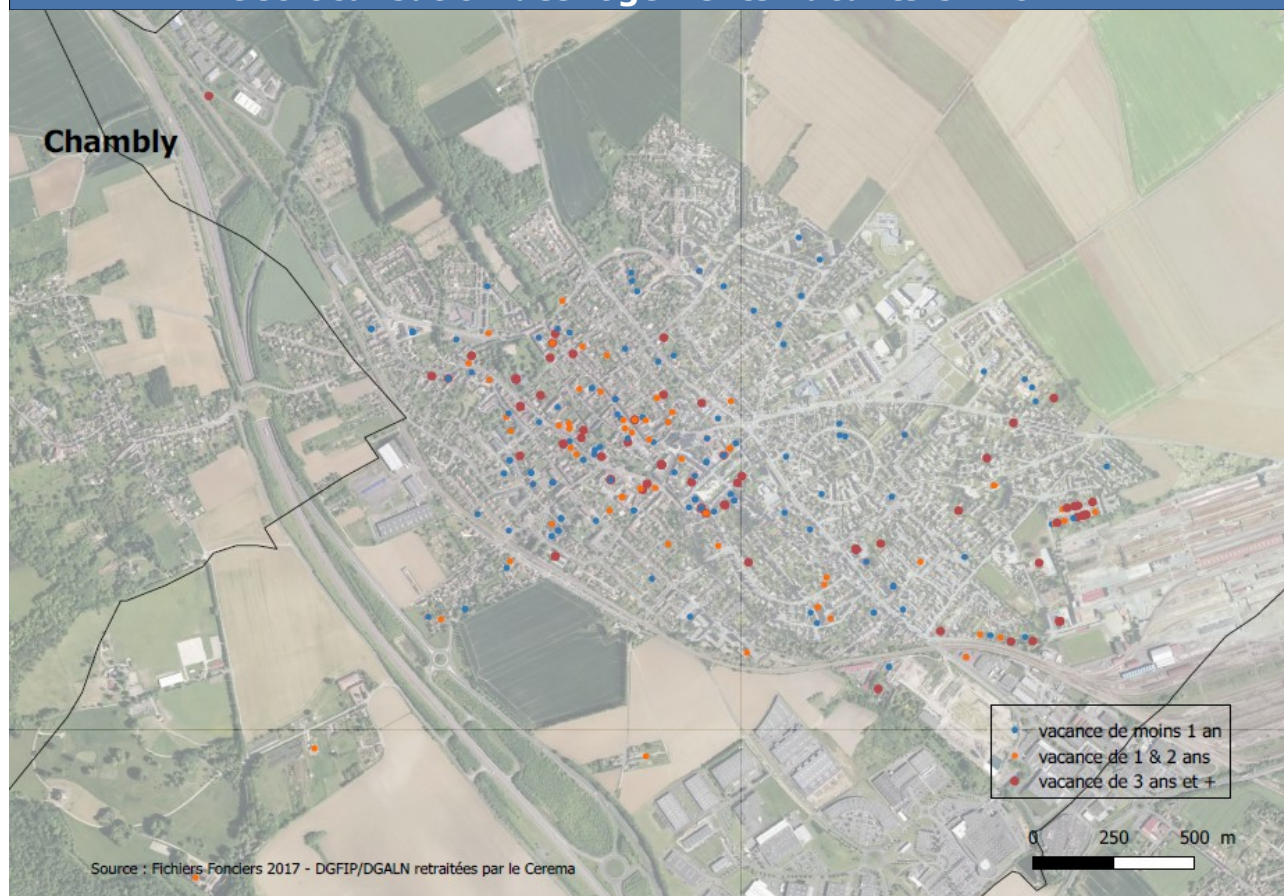 Chambly
vacance de moins 1 an
vacance de 1 & 2 ans
vacance de 3 ans et +
0 250 500 m
Source : Fichiers Fonciers 2017 - DGFIP/DGALN retraitées par le Cerema